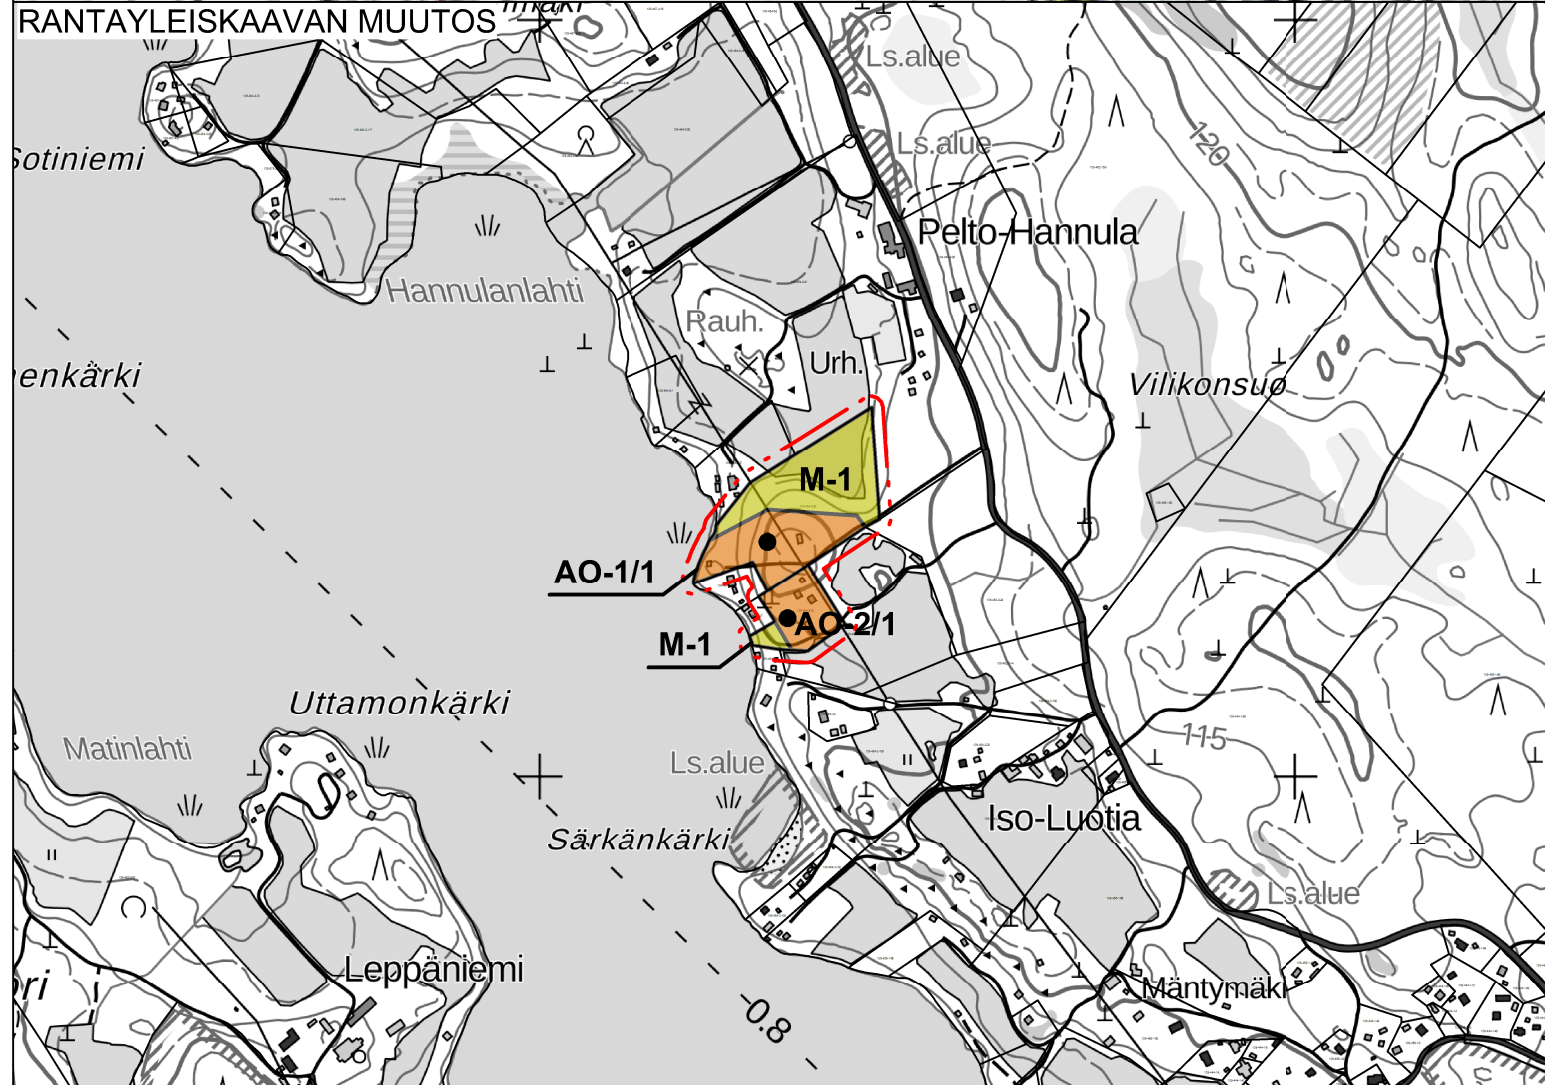 RANTAYLEISKAAVAN MUUTOS
Ls.alue
Ls.alue
Sotiniemi
120
Pelto-Hannula
Hannulanlahti
Rauh.
Urh.
enkärki
Vilikonsuo
M-1
AO-1/1
AO-2/1
M-1
Uttamonkärki
Matinlahti
115
Ls.alue
Särkänkärki
Iso-Luotia
Ls.alue
Leppäniemi
Mäntymäki
ri
-0.8